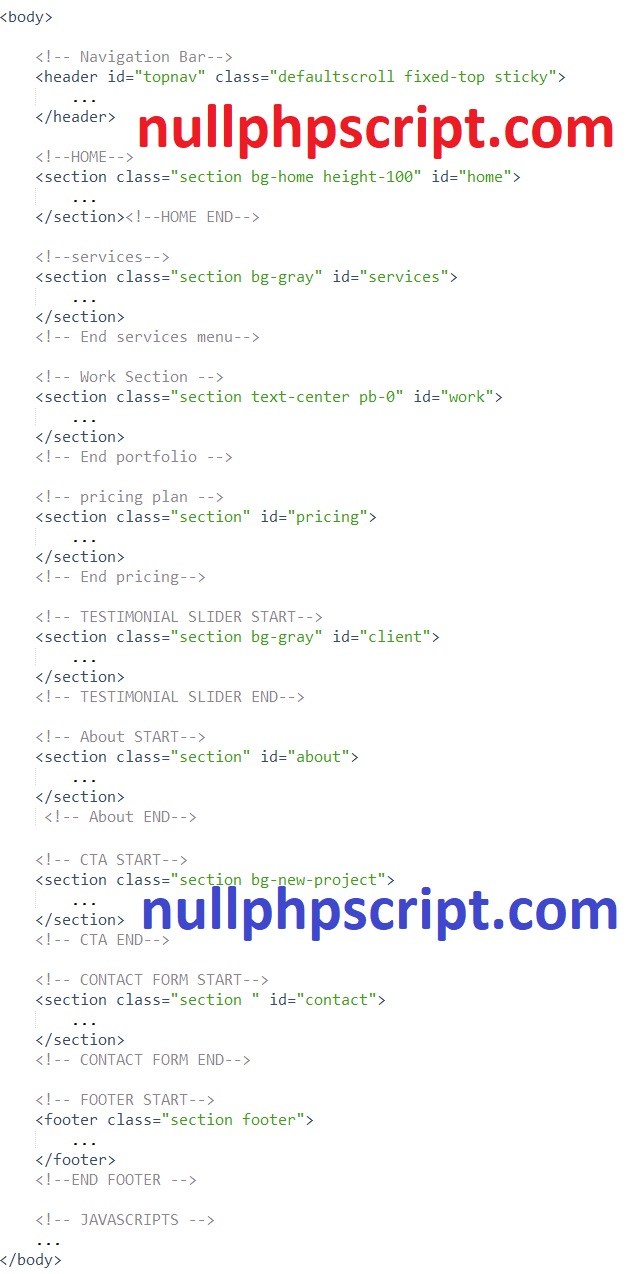 <body>
<!-- Navigation Bar-->
<header id="topnav" class="defaultscroll fixed-top sticky">
...
</header>
nullphpscript.com
<!--HOME-->
<section class="section bg-home height-100" id="home">
...
</section><!--HOME END-->
<!--services-->
<section class="section bg-gray" id="services">
...
</section>
<!-- End services menu-->
<!-- Work Section -->
<section class="section text-center pb-0" id="work">
...
</section>
<!-- End portfolio -->
<!-- pricing plan -->
<section class="section" id="pricing">
...
</section>
<!-- End pricing-->
<!-- TESTIMONIAL SLIDER START-->
<section class="section bg-gray" id="client">
...
</section>
<!-- TESTIMONIAL SLIDER END-->
<!-- About START-->
<section class="section" id="about">
...
</section>
<!-- About END-->
<!-- CTA START-->
<section class="section bg-new-project">
...
</section>
nullphpscript.com
<!-- CTA END-->
<!-- CONTACT FORM START-->
<section class="section " id="contact">
...
</section>
<!-- CONTACT FORM END-->
<!-- FOOTER START-->
<footer class="section footer">
...
</footer>
<!--END FOOTER -->
<!-- JAVASCRIPTS -->
...
</body>